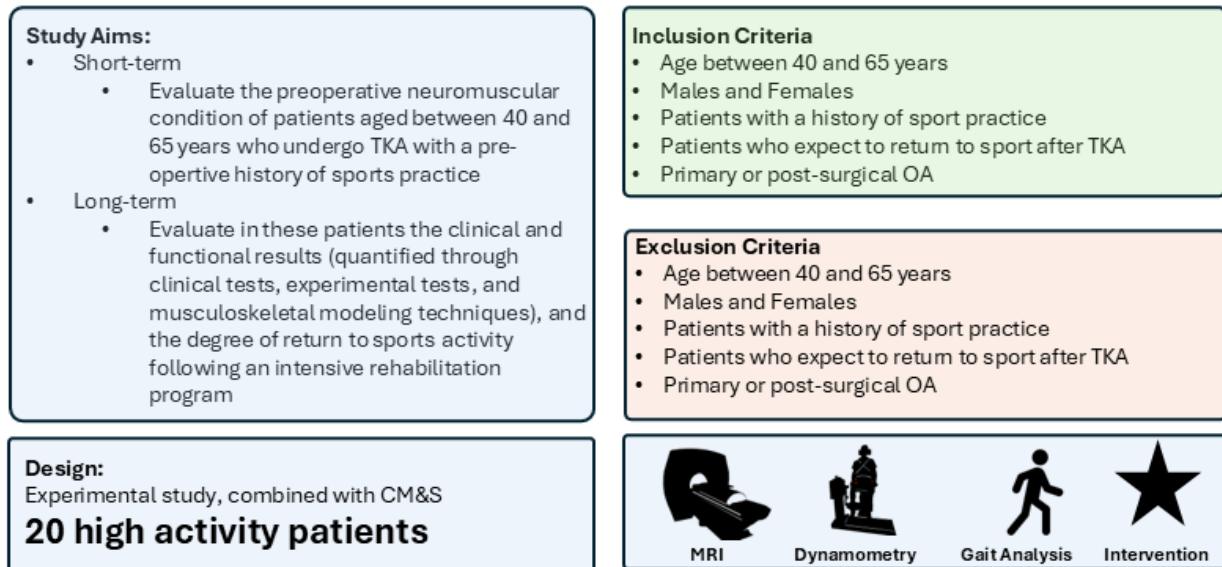 Study Aims:
• Short-term
• Evaluate the preoperative neuromuscular
condition of patients aged between 40 and
65 years who undergo TKA with a pre-
opertive history of sports practice
• Long-term
• Evaluate in these patients the clinical and
functional results (quantified through
clinical tests, experimental tests, and
musculoskeletal modeling techniques), and
the degree of return to sports activity
following an intensive rehabilitation
program
Design:
Experimental study, combined with CM&S
20 high activity patients
Inclusion Criteria
• Age between 40 and 65 years
• Males and Females
• Patients with a history of sport practice
• Patients who expect to return to sport after TKA
• Primary or post-surgical OA
Exclusion Criteria
• Age between 40 and 65 years
• Males and Females
• Patients with a history of sport practice
• Patients who expect to return to sport after TKA
• Primary or post-surgical OA
MRI
Dynamometry
Gait Analysis
Intervention